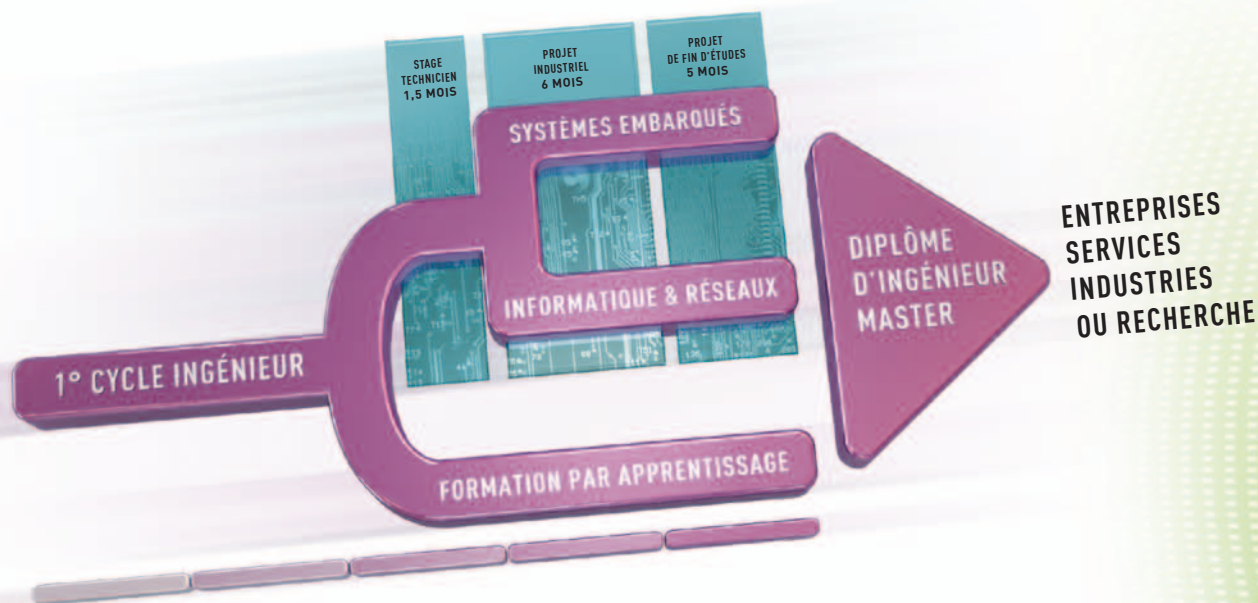 STAGE
TECHNICIEN
1,5 MOIS
PROJET
INDUSTRIEL
6 MOIS
PROJET
DE FIN D'ÉTUDES
5 MOIS
SYSTÈMES EMBARQUÉS
INFORMATIQUE & RÉSEAUX
1° CYCLE INGÉNIEUR
FORMATION PAR APPRENTISSAGE
DIPLÔME
D'INGÉNIEUR
MASTER
ENTREPRISES
SERVICES
INDUSTRIES
OU RECHERCHE